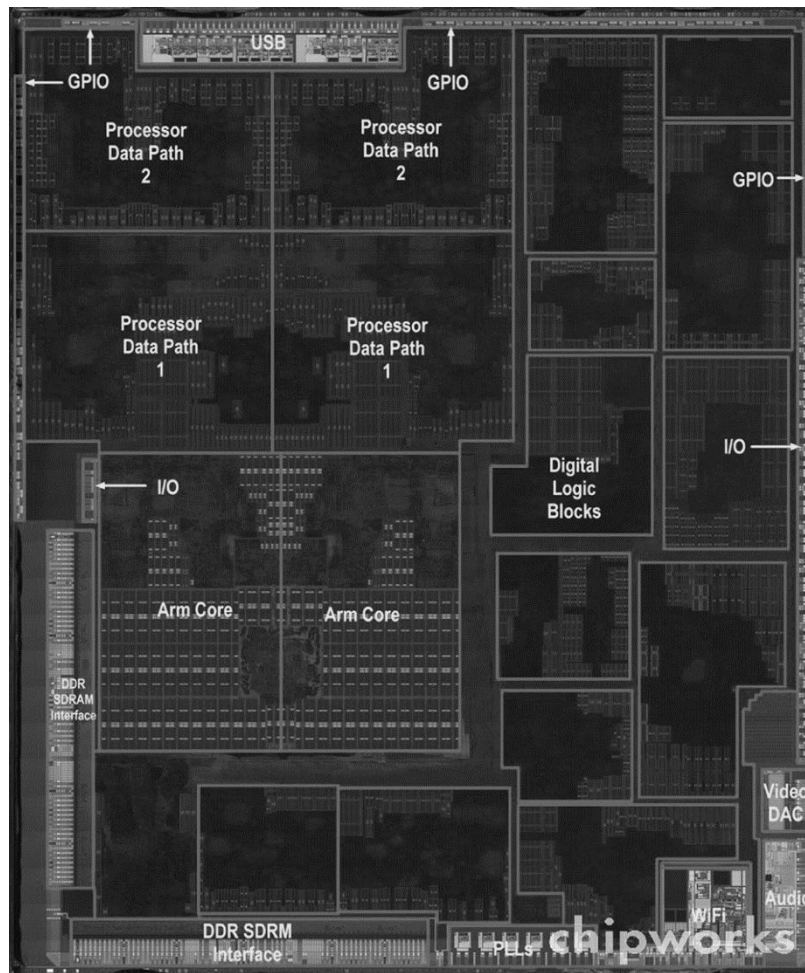 USB
GPIO
GPIO
Processor
Data Path
2
Processor
Data Path
2
GPIO
Processor
Data Path
1
Processor
Data Path
1
I/O
I/O
Digital
Logic
Blocks
Arm Core
Arm Core
DDR
SDRAM
Interface
Video
DAC
Audio
WiFi
DDR SDRM
Interface
PLLs
chipworks